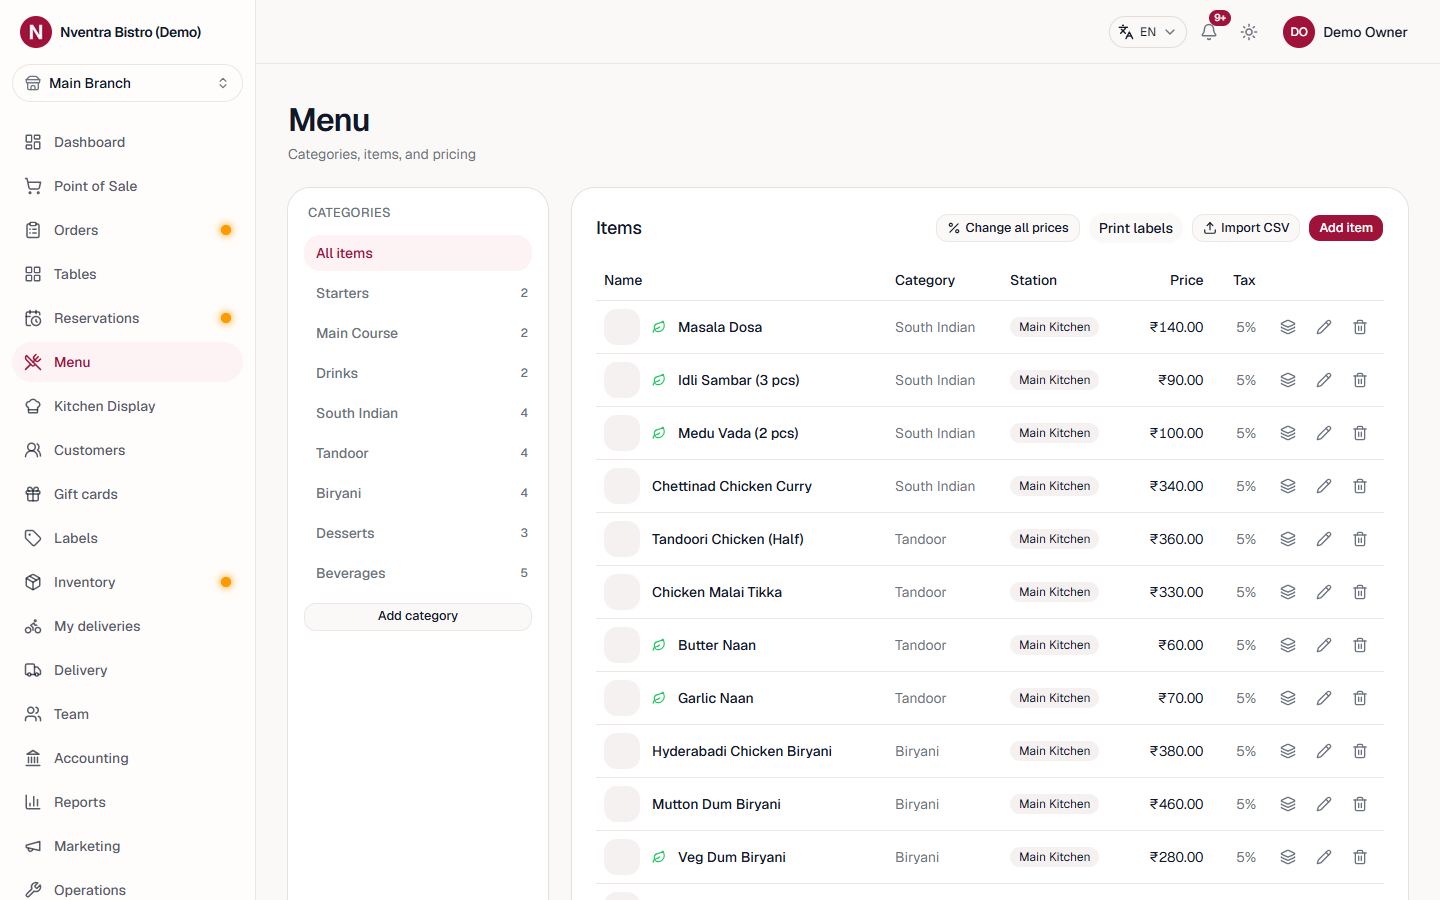 N Nventra Bistro (Demo)
EN
9+
DO Demo Owner
Main Branch
Dashboard
Point of Sale
Orders
Tables
Reservations
Menu
Kitchen Display
Customers
Gift cards
Labels
Inventory
My deliveries
Delivery
Team
Accounting
Reports
Marketing
Operations
Menu
Categories, items, and pricing
CATEGORIES
All items
Starters 2
Main Course 2
Drinks 2
South Indian 4
Tandoor 4
Biryani 4
Desserts 3
Beverages 5
Add category
Items
Change all prices
Print labels
Import CSV
Add item
Name Category Station Price Tax
Masala Dosa South Indian Main Kitchen ₹140.00 5%
Idli Sambar (3 pcs) South Indian Main Kitchen ₹90.00 5%
Medu Vada (2 pcs) South Indian Main Kitchen ₹100.00 5%
Chettinad Chicken Curry South Indian Main Kitchen ₹340.00 5%
Tandoori Chicken (Half) Tandoor Main Kitchen ₹360.00 5%
Chicken Malai Tikka Tandoor Main Kitchen ₹330.00 5%
Butter Naan Tandoor Main Kitchen ₹60.00 5%
Garlic Naan Tandoor Main Kitchen ₹70.00 5%
Hyderabadi Chicken Biryani Biryani Main Kitchen ₹380.00 5%
Mutton Dum Biryani Biryani Main Kitchen ₹460.00 5%
Veg Dum Biryani Biryani Main Kitchen ₹280.00 5%